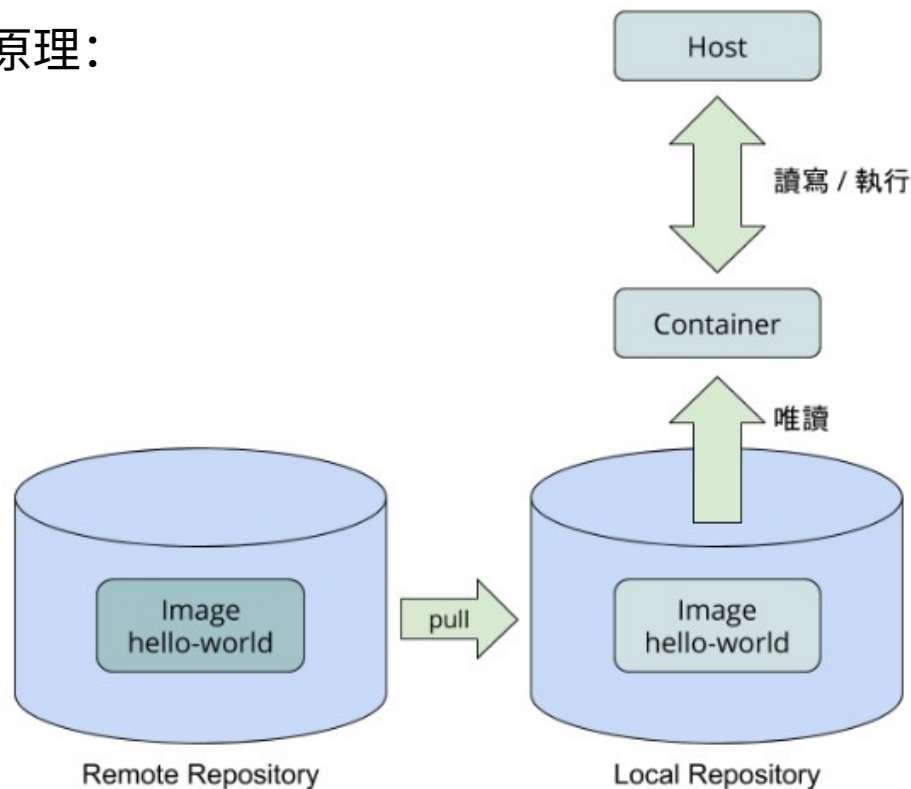 原理：
Host
讀寫 / 執行
Container
唯讀
Image
hello-world
pull
Image
hello-world
Remote Repository
Local Repository